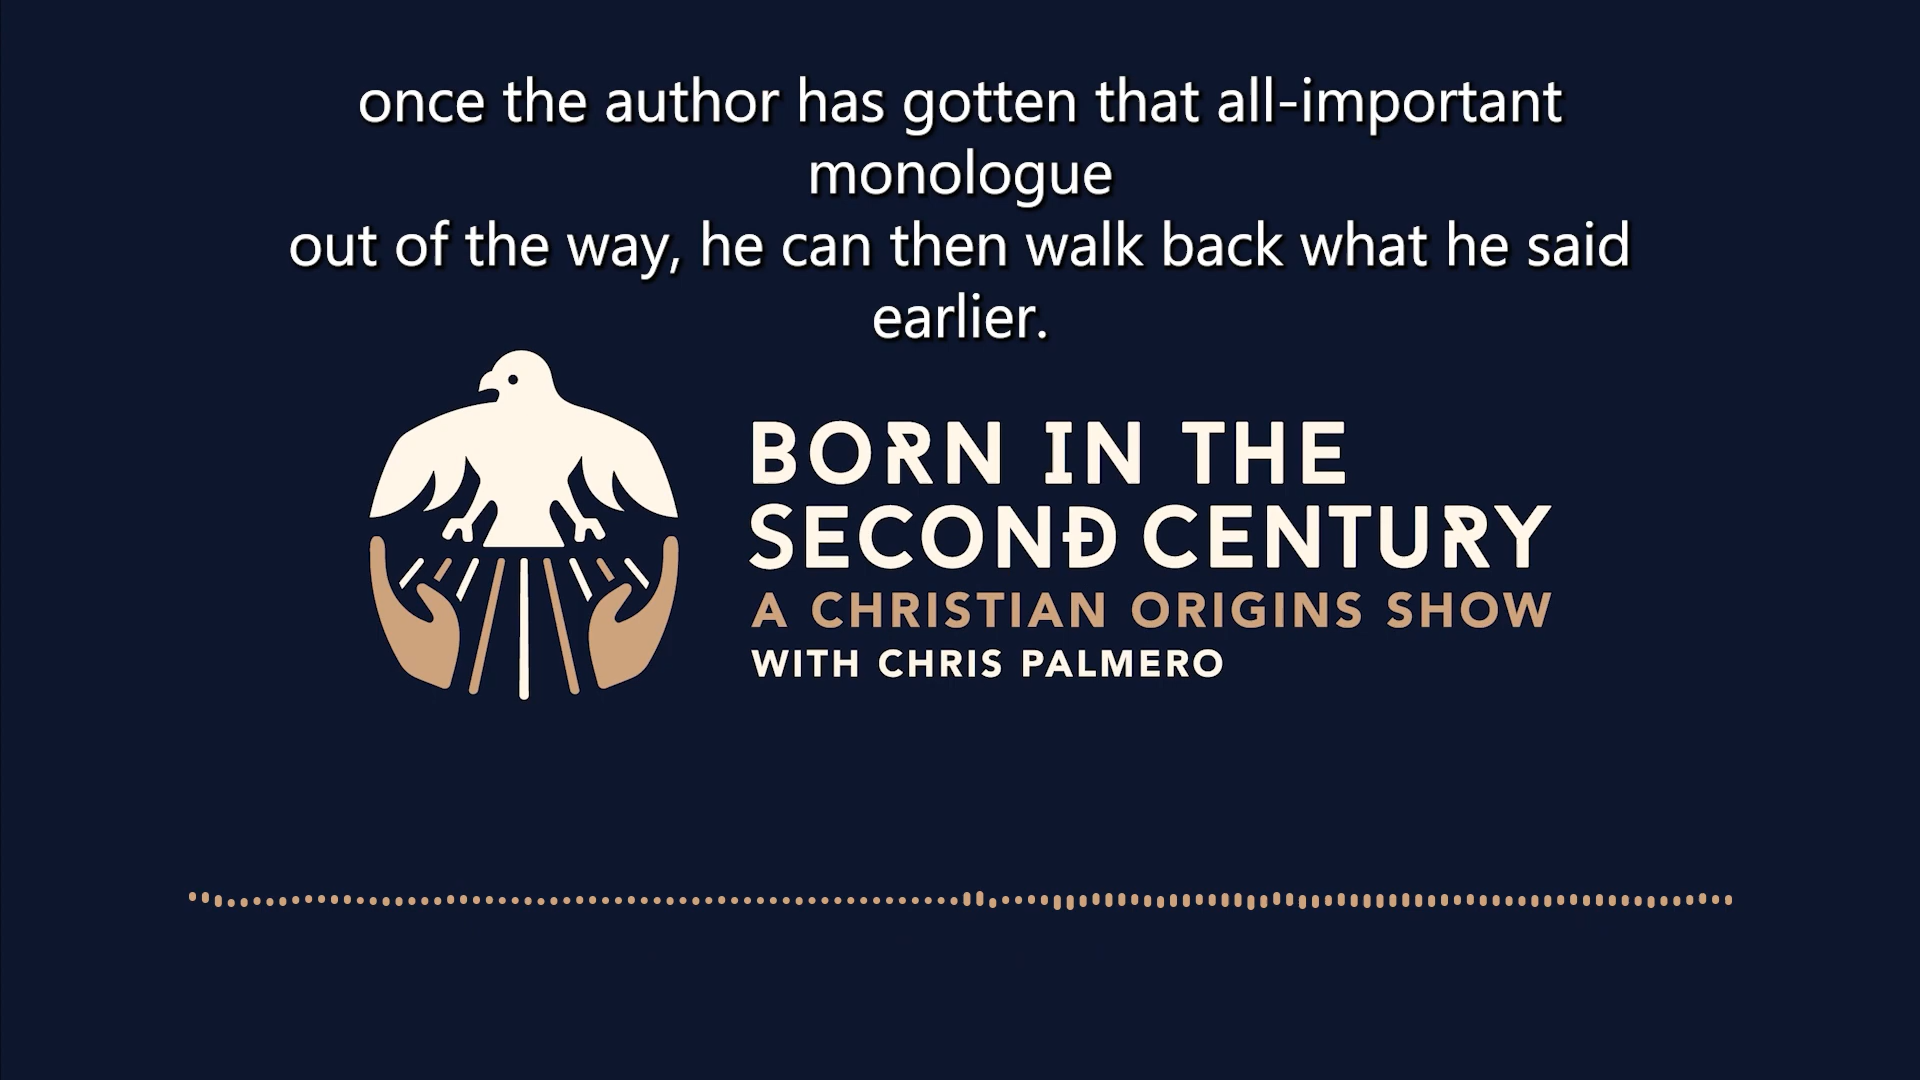 once the author has gotten that all-important
monologue
out of the way, he can then walk back what he said
earlier.
BORN IN THE
SECOND CENTURY
A CHRISTIAN ORIGINS SHOW
WITH CHRIS PALMERO